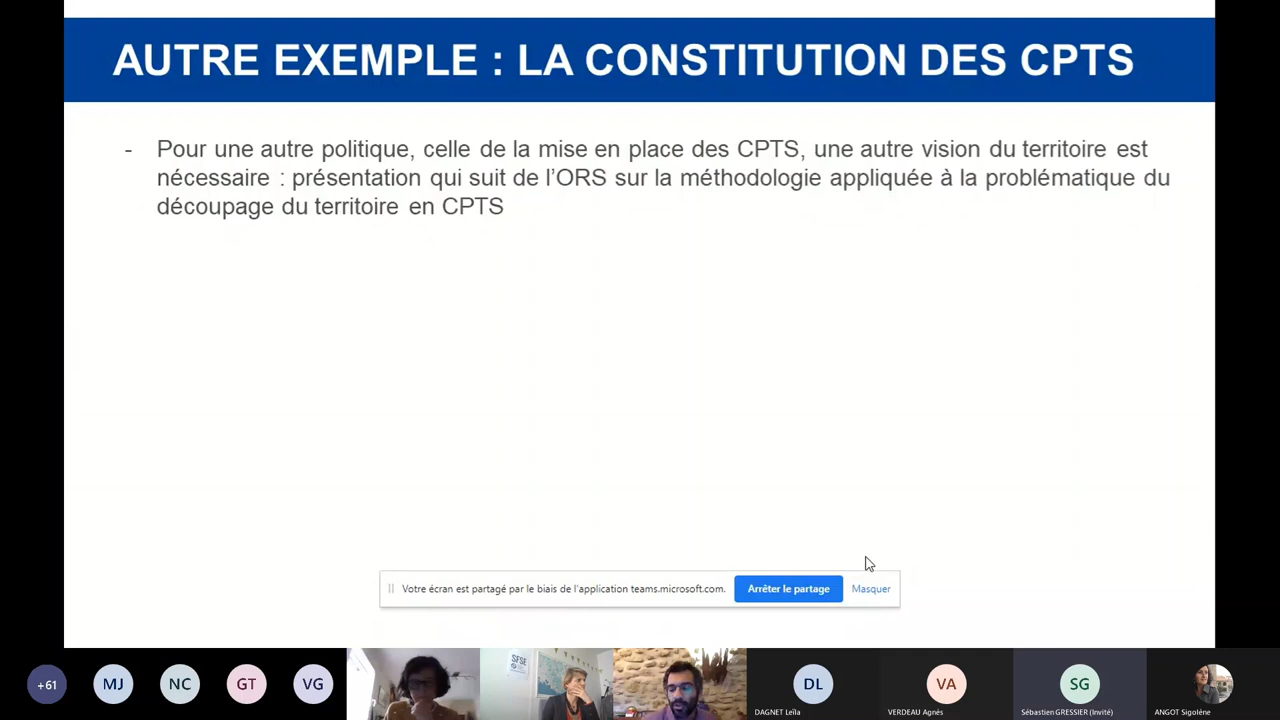 AUTRE EXEMPLE : LA CONSTITUTION DES CPTS
- Pour une autre politique, celle de la mise en place des CPTS, une autre vision du territoire est
nécessaire : présentation qui suit de l’ORS sur la méthodologie appliquée à la problématique du
découpage du territoire en CPTS
Votre écran est partagé par le biais de l'application teams.microsoft.com.
Arrêter le partage
Masquer
+61
MJ
NC
GT
VG
SFSE
DL
DAGNET Leïla
VA
VERDEAU Agnès
SG
Sébastien GRESSIER (Invité)
ANGOT Sigolène